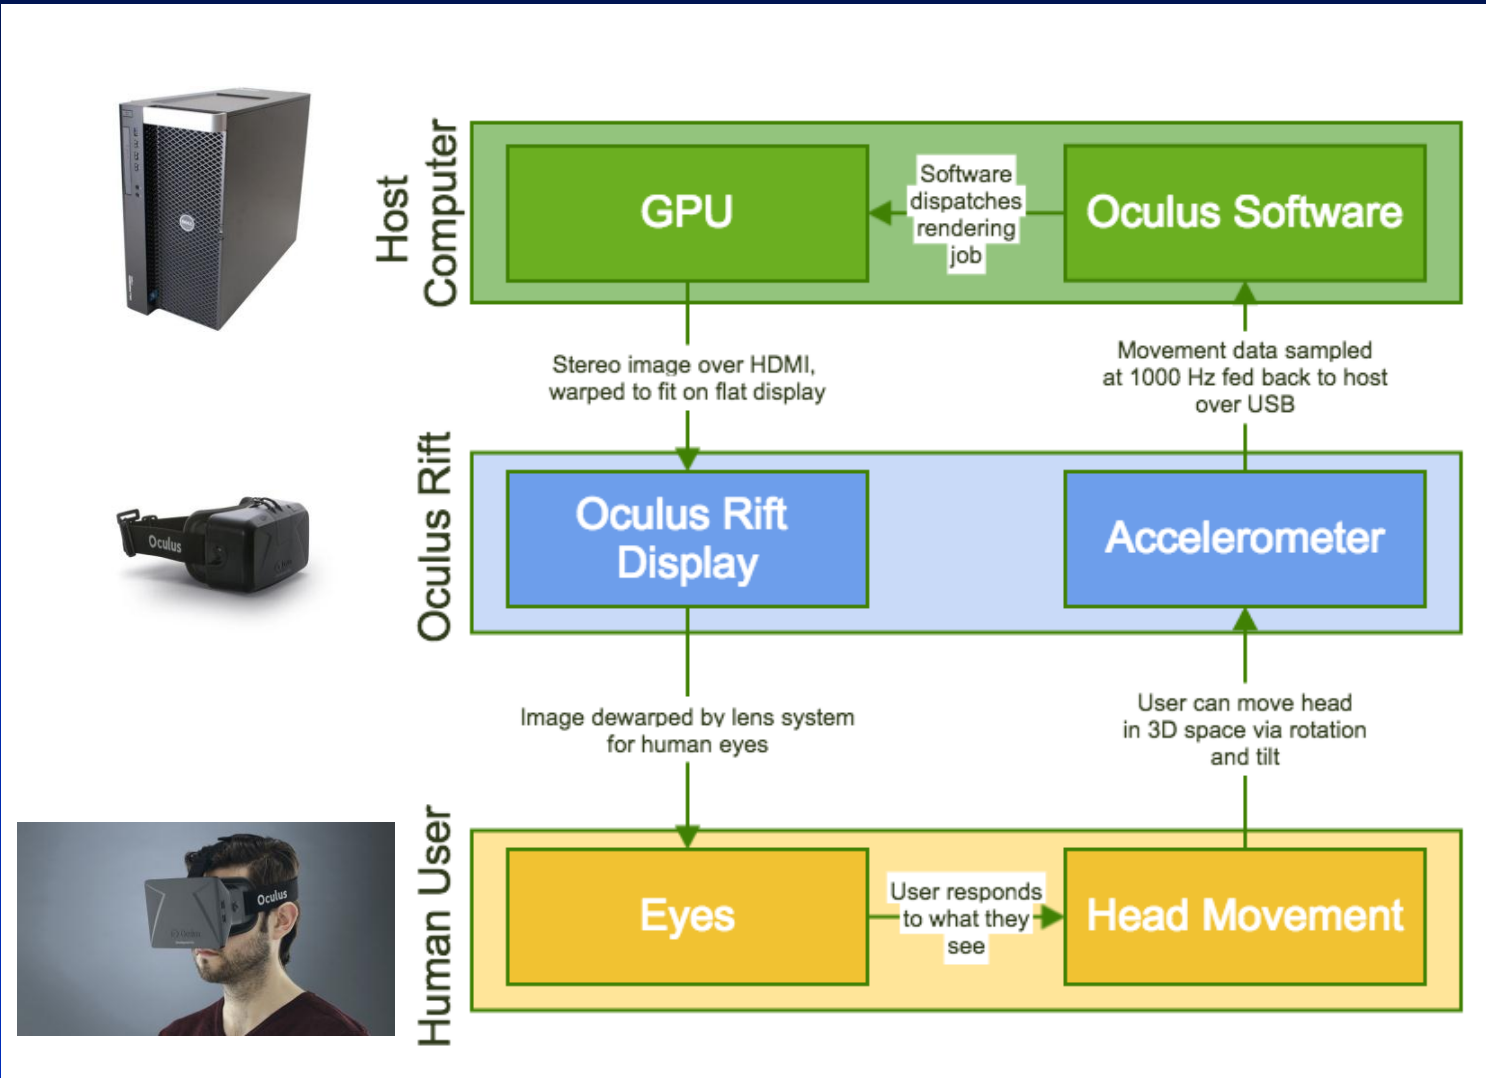 Host
Computer
GPU
Software
dispatches
rendering
job
Oculus Software
Stereo image over HDMI,
warped to fit on flat display
Movement data sampled
at 1000 Hz fed back to host
over USB
Oculus Rift
Oculus Rift
Display
Accelerometer
Oculus
Image dewarped by lens system
for human eyes
User can move head
in 3D space via rotation
and tilt
Human User
Eyes
User responds
to what they
see
Head Movement
Oculus